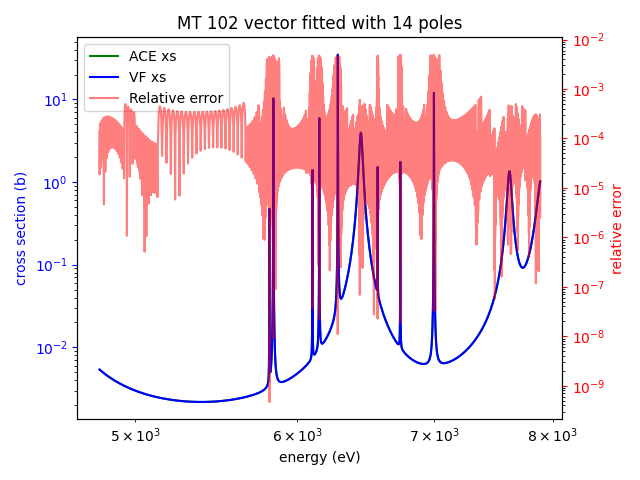 MT 102 vector fitted with 14 poles
ACE xs
VF xs
Relative error
cross section (b)
10¹
10⁰
10⁻¹
10⁻²
10⁻²
10⁻³
10⁻⁴
10⁻⁵
10⁻⁶
10⁻⁷
10⁻⁸
10⁻⁹
relative error
5 × 10³
6 × 10³
7 × 10³
8 × 10³
energy (eV)